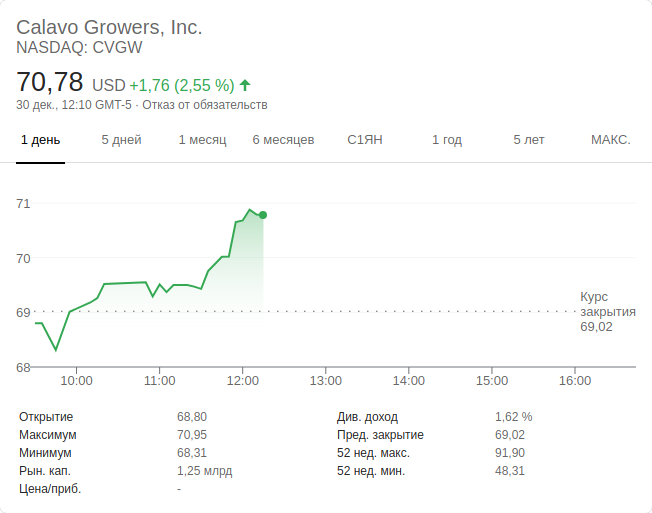 Calavo Growers, Inc.
NASDAQ: CVGW
70,78 USD +1,76 (2,55 %)
30 дек., 12:10 GMT-5 · Отказ от обязательств
1 день 5 дней 1 месяц 6 месяцев С1ЯН 1 год 5 лет МАКС.
71
70
69
68
Курс
закрытия
69,02
10:00 11:00 12:00 13:00 14:00 15:00 16:00
Открытие 68,80
Максимум 70,95
Минимум 68,31
Рын. кап. 1,25 млрд
Цена/приб. -
Див. доход 1,62 %
Пред. закрытие 69,02
52 нед. макс. 91,90
52 нед. мин. 48,31